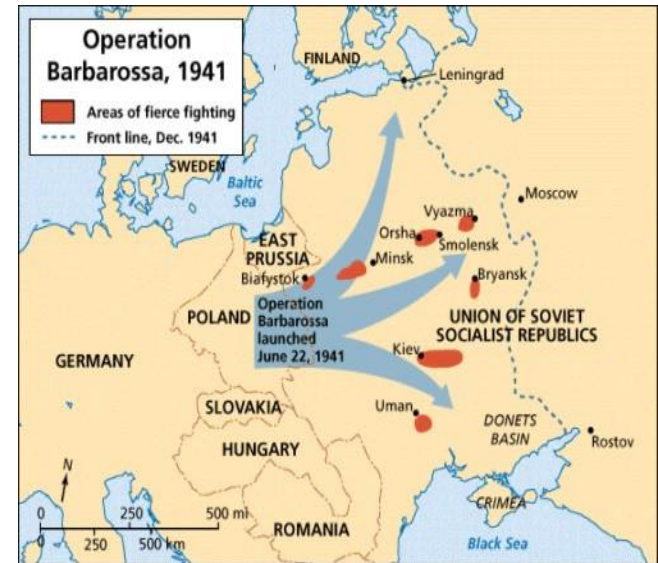 Operation
Barbarossa, 1941
Areas of fierce fighting
Front line, Dec. 1941
FINLAND
Leningrad
SWEDEN
Baltic
Sea
Moscow
Vyazma
Orsha
Smolensk
EAST
PRUSSIA
Minsk
Biafystok
Bryansk
Operation
Barbarossa
launched
June 22, 1941
POLAND
UNION OF SOVIET
SOCIALIST REPUBLICS
GERMANY
Kiev
SLOVAKIA
Uman
DONETS
BASIN
Rostov
HUNGARY
N
CRIMEA
0 250 500 mi
0 250 500 km
ROMANIA
Black Sea